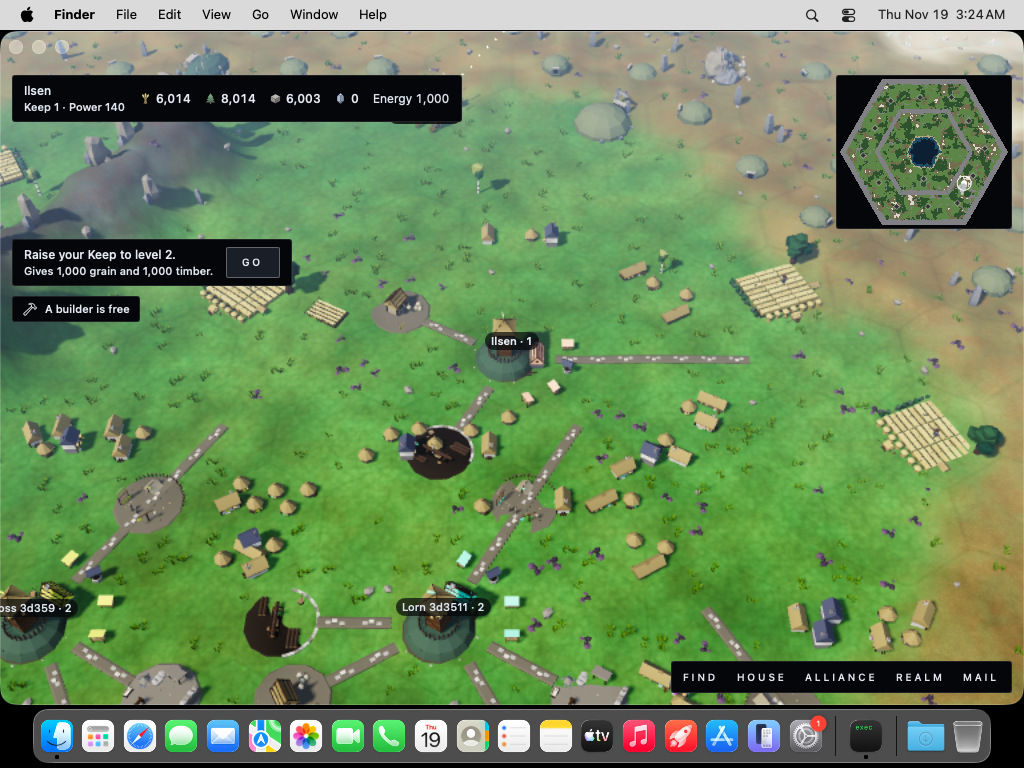 Finder File Edit View Go Window Help Thu Nov 19 3:24 AM
Ilsen
Keep 1 · Power 140
6,014 8,014 6,003 0 Energy 1,000
Raise your Keep to level 2.
Gives 1,000 grain and 1,000 timber.
GO
A builder is free
Ilsen · 1
oss 3d359 · 2
Lorn 3d3511 · 2
FIND HOUSE ALLIANCE REALM MAIL
Thu
19
tv
1
exec